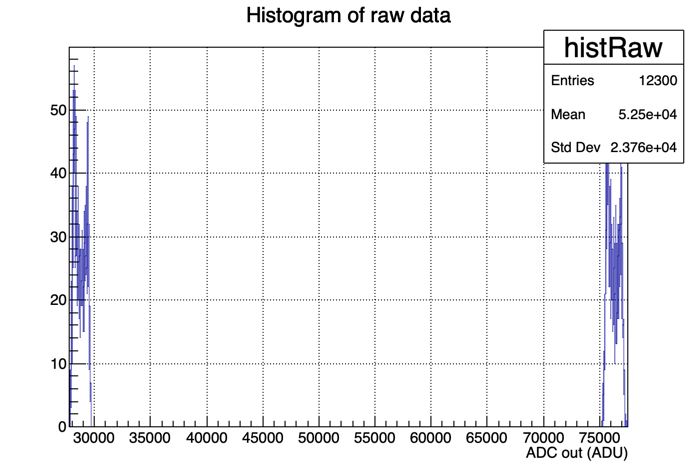 Histogram of raw data
histRaw
Entries 12300
Mean 5.25e+04
Std Dev 2.376e+04
50
40
30
20
10
0
30000 35000 40000 45000 50000 55000 60000 65000 70000 75000
ADC out (ADU)